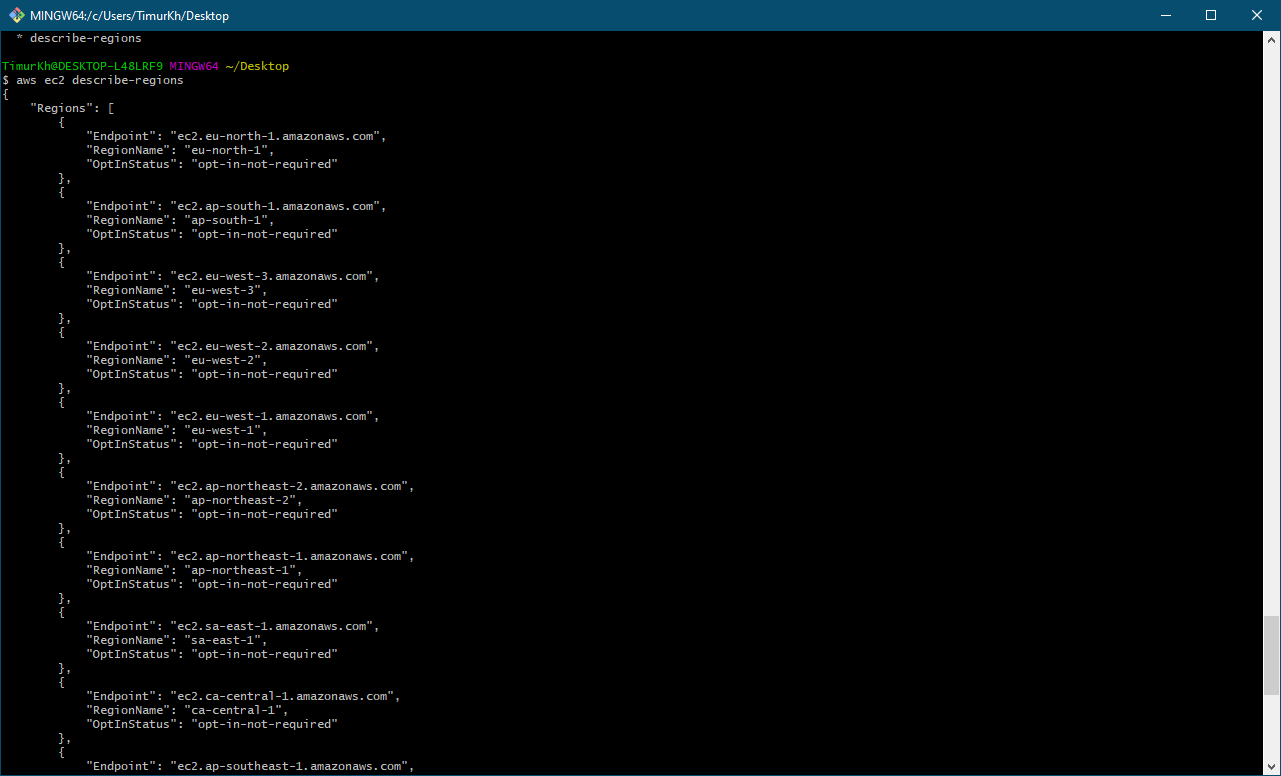 MINGW64:/c/Users/TimurKh/Desktop
  * describe-regions

TimurKh@DESKTOP-L48LRF9 MINGW64 ~/Desktop
$ aws ec2 describe-regions
{
    "Regions": [
        {
            "Endpoint": "ec2.eu-north-1.amazonaws.com",
            "RegionName": "eu-north-1",
            "OptInStatus": "opt-in-not-required"
        },
        {
            "Endpoint": "ec2.ap-south-1.amazonaws.com",
            "RegionName": "ap-south-1",
            "OptInStatus": "opt-in-not-required"
        },
        {
            "Endpoint": "ec2.eu-west-3.amazonaws.com",
            "RegionName": "eu-west-3",
            "OptInStatus": "opt-in-not-required"
        },
        {
            "Endpoint": "ec2.eu-west-2.amazonaws.com",
            "RegionName": "eu-west-2",
            "OptInStatus": "opt-in-not-required"
        },
        {
            "Endpoint": "ec2.eu-west-1.amazonaws.com",
            "RegionName": "eu-west-1",
            "OptInStatus": "opt-in-not-required"
        },
        {
            "Endpoint": "ec2.ap-northeast-2.amazonaws.com",
            "RegionName": "ap-northeast-2",
            "OptInStatus": "opt-in-not-required"
        },
        {
            "Endpoint": "ec2.ap-northeast-1.amazonaws.com",
            "RegionName": "ap-northeast-1",
            "OptInStatus": "opt-in-not-required"
        },
        {
            "Endpoint": "ec2.sa-east-1.amazonaws.com",
            "RegionName": "sa-east-1",
            "OptInStatus": "opt-in-not-required"
        },
        {
            "Endpoint": "ec2.ca-central-1.amazonaws.com",
            "RegionName": "ca-central-1",
            "OptInStatus": "opt-in-not-required"
        },
        {
            "Endpoint": "ec2.ap-southeast-1.amazonaws.com",